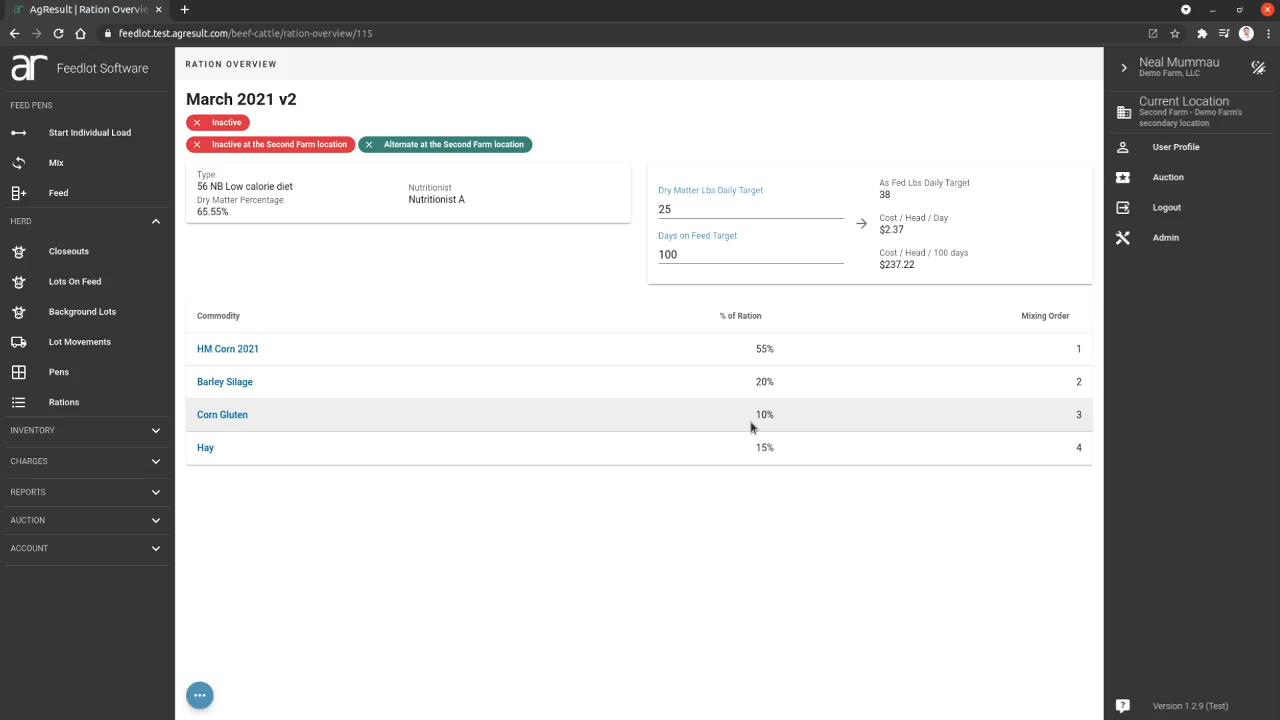 AgResult | Ration Overvie
feedlot.test.agresult.com/beef-cattle/ration-overview/115
ar Feedlot Software
FEED PENS
Start Individual Load
Mix
Feed
HERD
Closeouts
Lots On Feed
Background Lots
Lot Movements
Pens
Rations
INVENTORY
CHARGES
REPORTS
AUCTION
ACCOUNT
RATION OVERVIEW
March 2021 v2
Inactive
Inactive at the Second Farm location
Alternate at the Second Farm location
Type
56 NB Low calorie diet
Dry Matter Percentage
65.55%
Nutritionist
Nutritionist A
Dry Matter Lbs Daily Target
25
Days on Feed Target
100
As Fed Lbs Daily Target
38
Cost / Head / Day
$2.37
Cost / Head / 100 days
$237.22
Commodity % of Ration Mixing Order
HM Corn 2021 55% 1
Barley Silage 20% 2
Corn Gluten 10% 3
Hay 15% 4
Neal Mummau
Demo Farm, LLC
Current Location
Second Farm - Demo Farm's
secondary location
User Profile
Auction
Logout
Admin
Version 1.2.9 (Test)